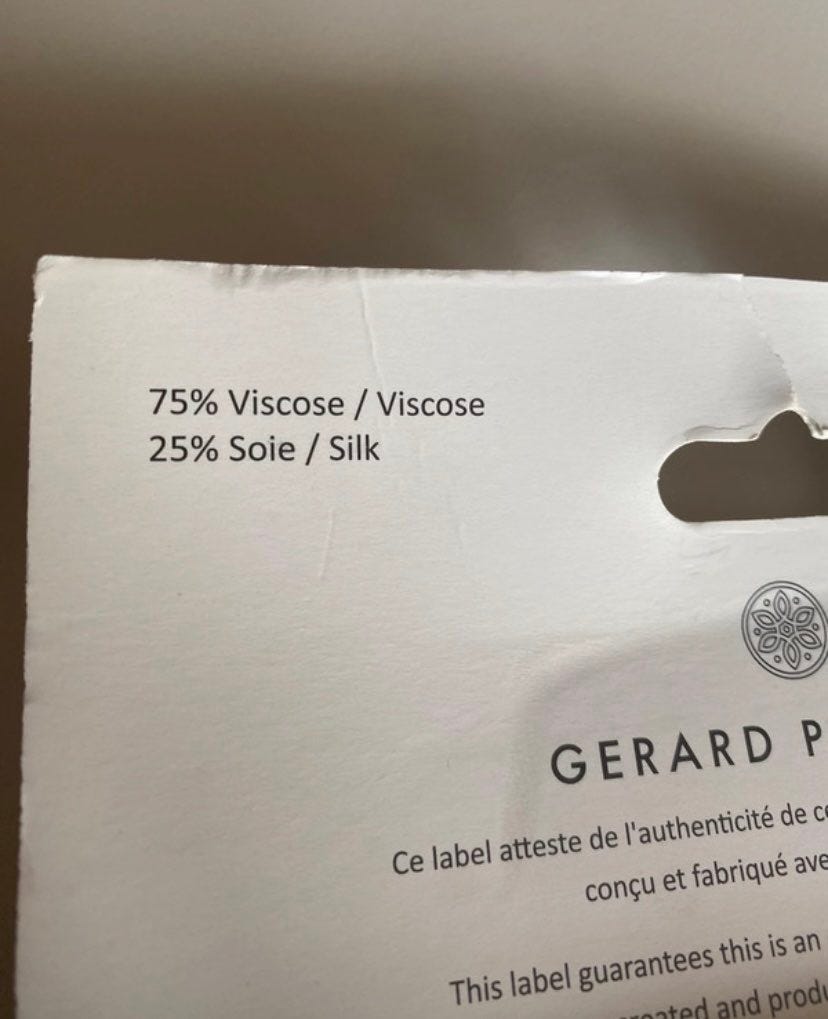 75% Viscose / Viscose
25% Soie / Silk
GERARD P
Ce label atteste de l'authenticité de
conçu et fabriqué
This label guarantees this is an
and